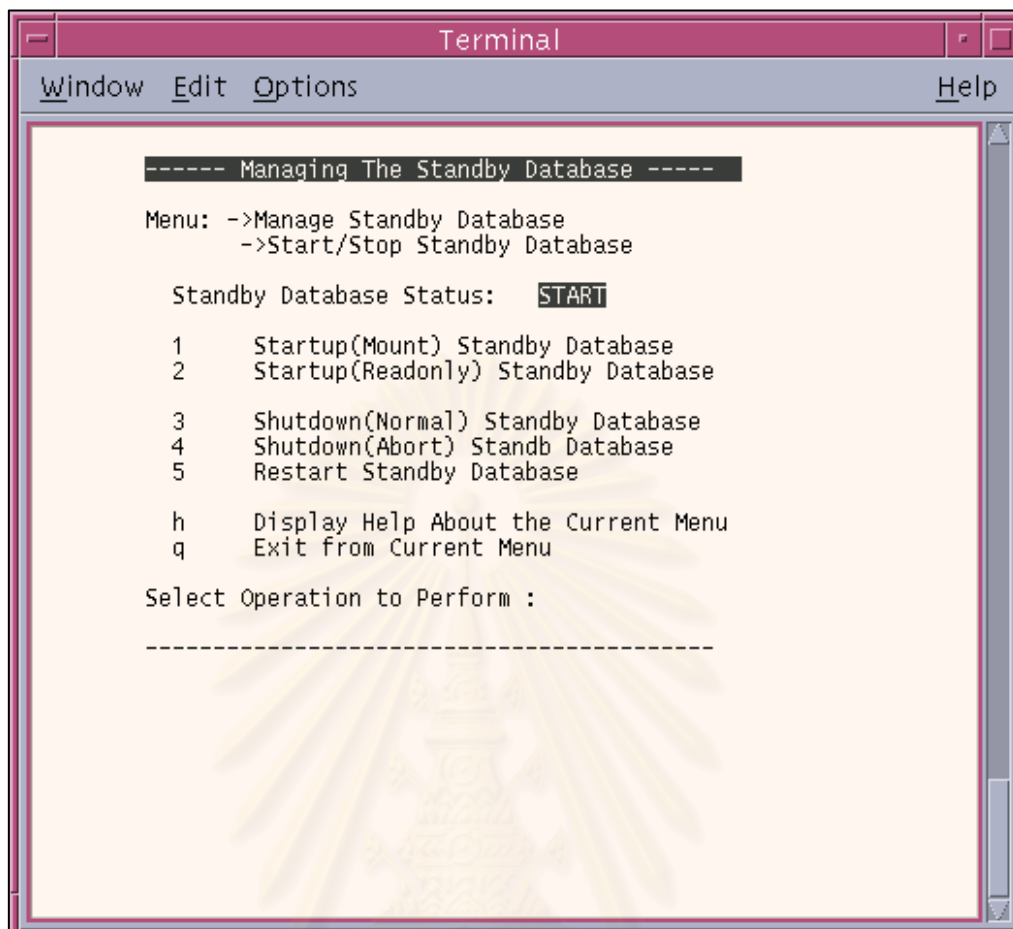 Terminal
Window Edit Options Help
------ Managing The Standby Database -----
Menu: ->Manage Standby Database
->Start/Stop Standby Database
Standby Database Status: START
1 Startup(Mount) Standby Database
2 Startup(Readonly) Standby Database
3 Shutdown(Normal) Standby Database
4 Shutdown(Abort) Standb Database
5 Restart Standby Database
h Display Help About the Current Menu
q Exit from Current Menu
Select Operation to Perform :
------------------------------------------